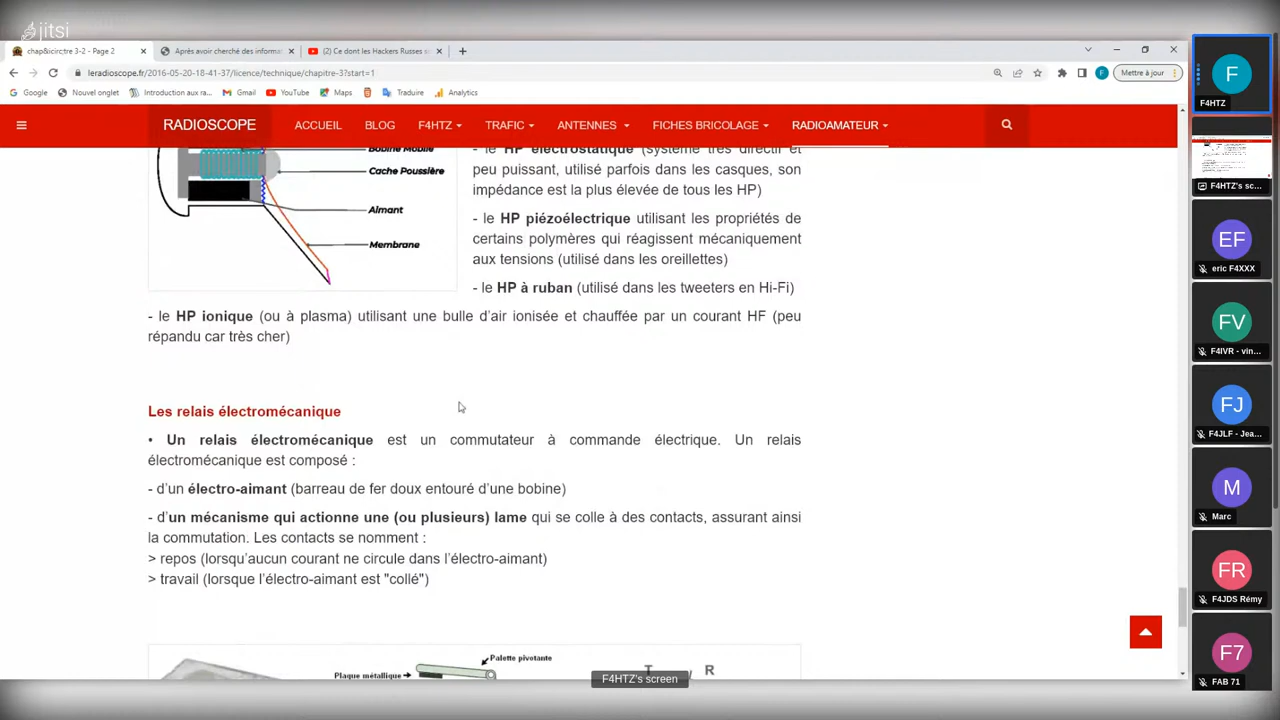 jitsi
chap&icirc;tre 3-2 - Page 2
Après avoir cherché des informat
(2) Ce dont les Hackers Russes s
leradioscope.fr/2016-05-20-18-41-37/licence/technique/chapitre-3?start=1
Mettre à jour
Google
Nouvel onglet
Introduction aux ra...
Gmail
YouTube
Maps
Traduire
Analytics
RADIOSCOPE
ACCUEIL
BLOG
F4HTZ
TRAFIC
ANTENNES
FICHES BRICOLAGE
RADIOAMATEUR
Bobine Mobile
Cache Poussière
Aimant
Membrane
- le HP électrostatique (système très directif et
peu puissant, utilisé parfois dans les casques, son
impedance est la plus élevée de tous les HP)
- le HP piézoélectrique utilisant les propriétés de
certains polymères qui réagissent mécaniquement
aux tensions (utilisé dans les oreillettes)
- le HP à ruban (utilisé dans les tweeters en Hi-Fi)
- le HP ionique (ou à plasma) utilisant une bulle d'air ionisée et chauffée par un courant HF (peu
répandu car très cher)
Les relais électromécanique
• Un relais électromécanique est un commutateur à commande électrique. Un relais
électromécanique est composé :
- d'un électro-aimant (barreau de fer doux entouré d'une bobine)
- d'un mécanisme qui actionne une (ou plusieurs) lame qui se colle à des contacts, assurant ainsi
la commutation. Les contacts se nomment :
> repos (lorsqu'aucun courant ne circule dans l'électro-aimant)
> travail (lorsque l'électro-aimant est "collé")
Palette pivotante
Plaque métallique
T
R
F4HTZ's screen
F
F4HTZ
F4HTZ's sc...
EF
eric F4XXX
FV
F4IVR - vin...
FJ
F4JLF - Jea...
M
Marc
FR
F4JDS Rémy
F7
FAB 71